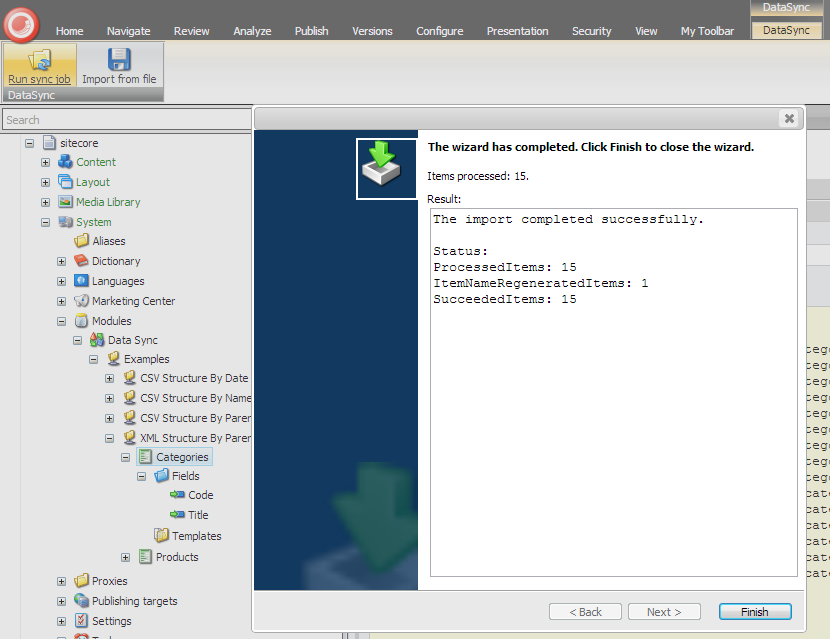 DataSync
Home Navigate Review Analyze Publish Versions Configure Presentation Security View My Toolbar DataSync
Run sync job Import from file
DataSync
Search
sitecore
Content
Layout
Media Library
System
Aliases
Dictionary
Languages
Marketing Center
Modules
Data Sync
Examples
CSV Structure By Date
CSV Structure By Name
CSV Structure By Paren
XML Structure By Paren
Categories
Fields
Code
Title
Templates
Products
Proxies
Publishing targets
Settings
The wizard has completed. Click Finish to close the wizard.
Items processed: 15.
Result:
The import completed successfully.
Status:
ProcessedItems: 15
ItemNameRegeneratedItems: 1
SucceededItems: 15
< Back Next > Finish